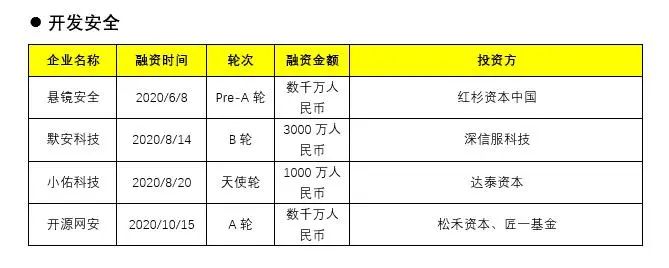 ● 开发安全
企业名称 融资时间 轮次 融资金额 投资方
悬镜安全 2020/6/8 Pre-A 轮 数千万人民币 红杉资本中国
默安科技 2020/8/14 B 轮 3000 万人民币 深信服科技
小佑科技 2020/8/20 天使轮 1000 万人民币 达泰资本
开源网安 2020/10/15 A 轮 数千万人民币 松禾资本、匠一基金